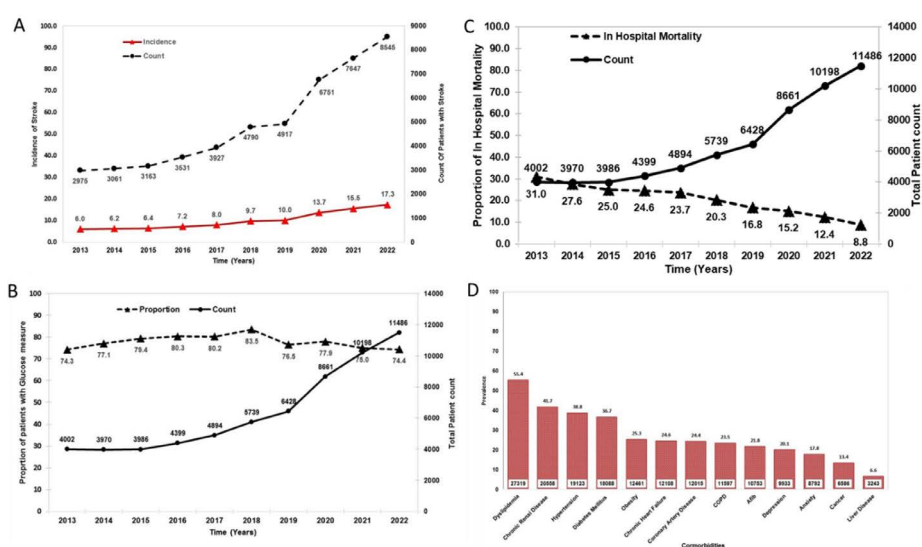 A
Incidence
Count
Incidence of Stroke
100.0
90.0
80.0
70.0
60.0
50.0
40.0
30.0
20.0
10.0
0.0
2975 3061 3163 3531 3927 4790 4917 6751 7647 8545
6.0 6.2 6.4 7.2 8.0 9.7 10.0 13.7 15.5 17.3
9000
8000
7000
6000
5000
4000
3000
2000
1000
0
Count Of Patients with Stroke
2013 2014 2015 2016 2017 2018 2019 2020 2021 2022
Time (Years)
C
In Hospital Mortality
Count
Proportion of In Hospital Mortality
100.0
90.0
80.0
70.0
60.0
50.0
40.0
30.0
20.0
10.0
0.0
4002 3970 3986 4399 4894 5739 6428 8661 10198 11486
31.0 27.6 25.0 24.6 23.7 20.3 16.8 15.2 12.4 8.8
14000
12000
10000
8000
6000
4000
2000
0
Total Patient count
2013 2014 2015 2016 2017 2018 2019 2020 2021 2022
Time (Years)
B
Proportion Count
Proprtion of patients with Glucose measure
100
90
80
70
60
50
40
30
20
10
0
74.3 77.1 79.4 80.3 80.2 83.5 76.5 77.9 75.0 74.4
4002 3970 3986 4399 4894 5739 6428 8661 10198 11486
14000
12000
10000
8000
6000
4000
2000
0
Total Patient count
2013 2014 2015 2016 2017 2018 2019 2020 2021 2022
Time (Years)
D
Prevalence
100
90
80
70
60
50
40
30
20
10
0
55.4 41.7 38.8 36.7 25.3 24.6 24.4 23.5 21.8 20.1 17.8 13.4 6.6
27319 20558 19123 18088 12461 12108 12015 11597 10753 9933 8792 6586 3243
Dyslipidemia
Chronic Renal Disease
Hypertension
Diabetes Mellitus
Obesity
Chronic Heart Failure
Coronary Artery Disease
COPD
Afib
Depression
Anxiety
Cancer
Liver Disease
Cormorbidities